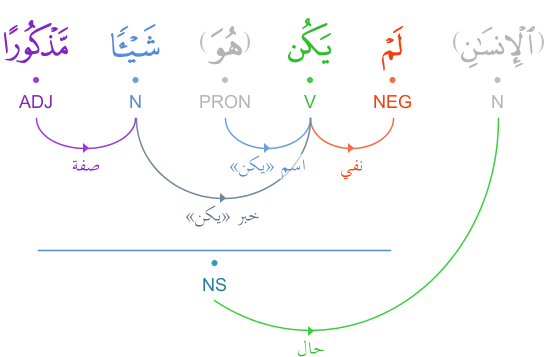 (ٱلْإِنسَٰنِ) لَمْ يَكُن (هُوَ) شَيْـًٔا مَّذْكُورًا
N NEG V PRON N ADJ
نفي اسم «يكن» صفة
خبر «يكن»
NS
حال